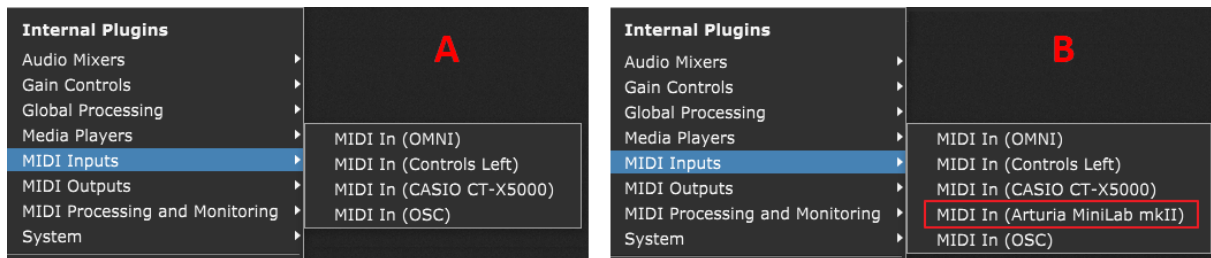 A
Internal Plugins
Audio Mixers
Gain Controls
Global Processing
Media Players
MIDI Inputs
MIDI Outputs
MIDI Processing and Monitoring
System
MIDI In (OMNI)
MIDI In (Controls Left)
MIDI In (CASIO CT-X5000)
MIDI In (OSC)
B
Internal Plugins
Audio Mixers
Gain Controls
Global Processing
Media Players
MIDI Inputs
MIDI Outputs
MIDI Processing and Monitoring
System
MIDI In (OMNI)
MIDI In (Controls Left)
MIDI In (CASIO CT-X5000)
MIDI In (Arturia MiniLab mkII)
MIDI In (OSC)